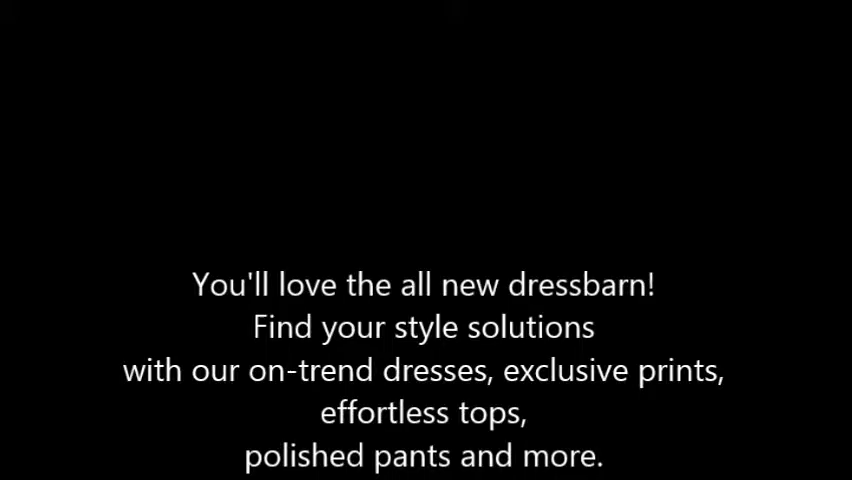 You'll love the all new dressbarn!
Find your style solutions
with our on-trend dresses, exclusive prints,
effortless tops,
polished pants and more.